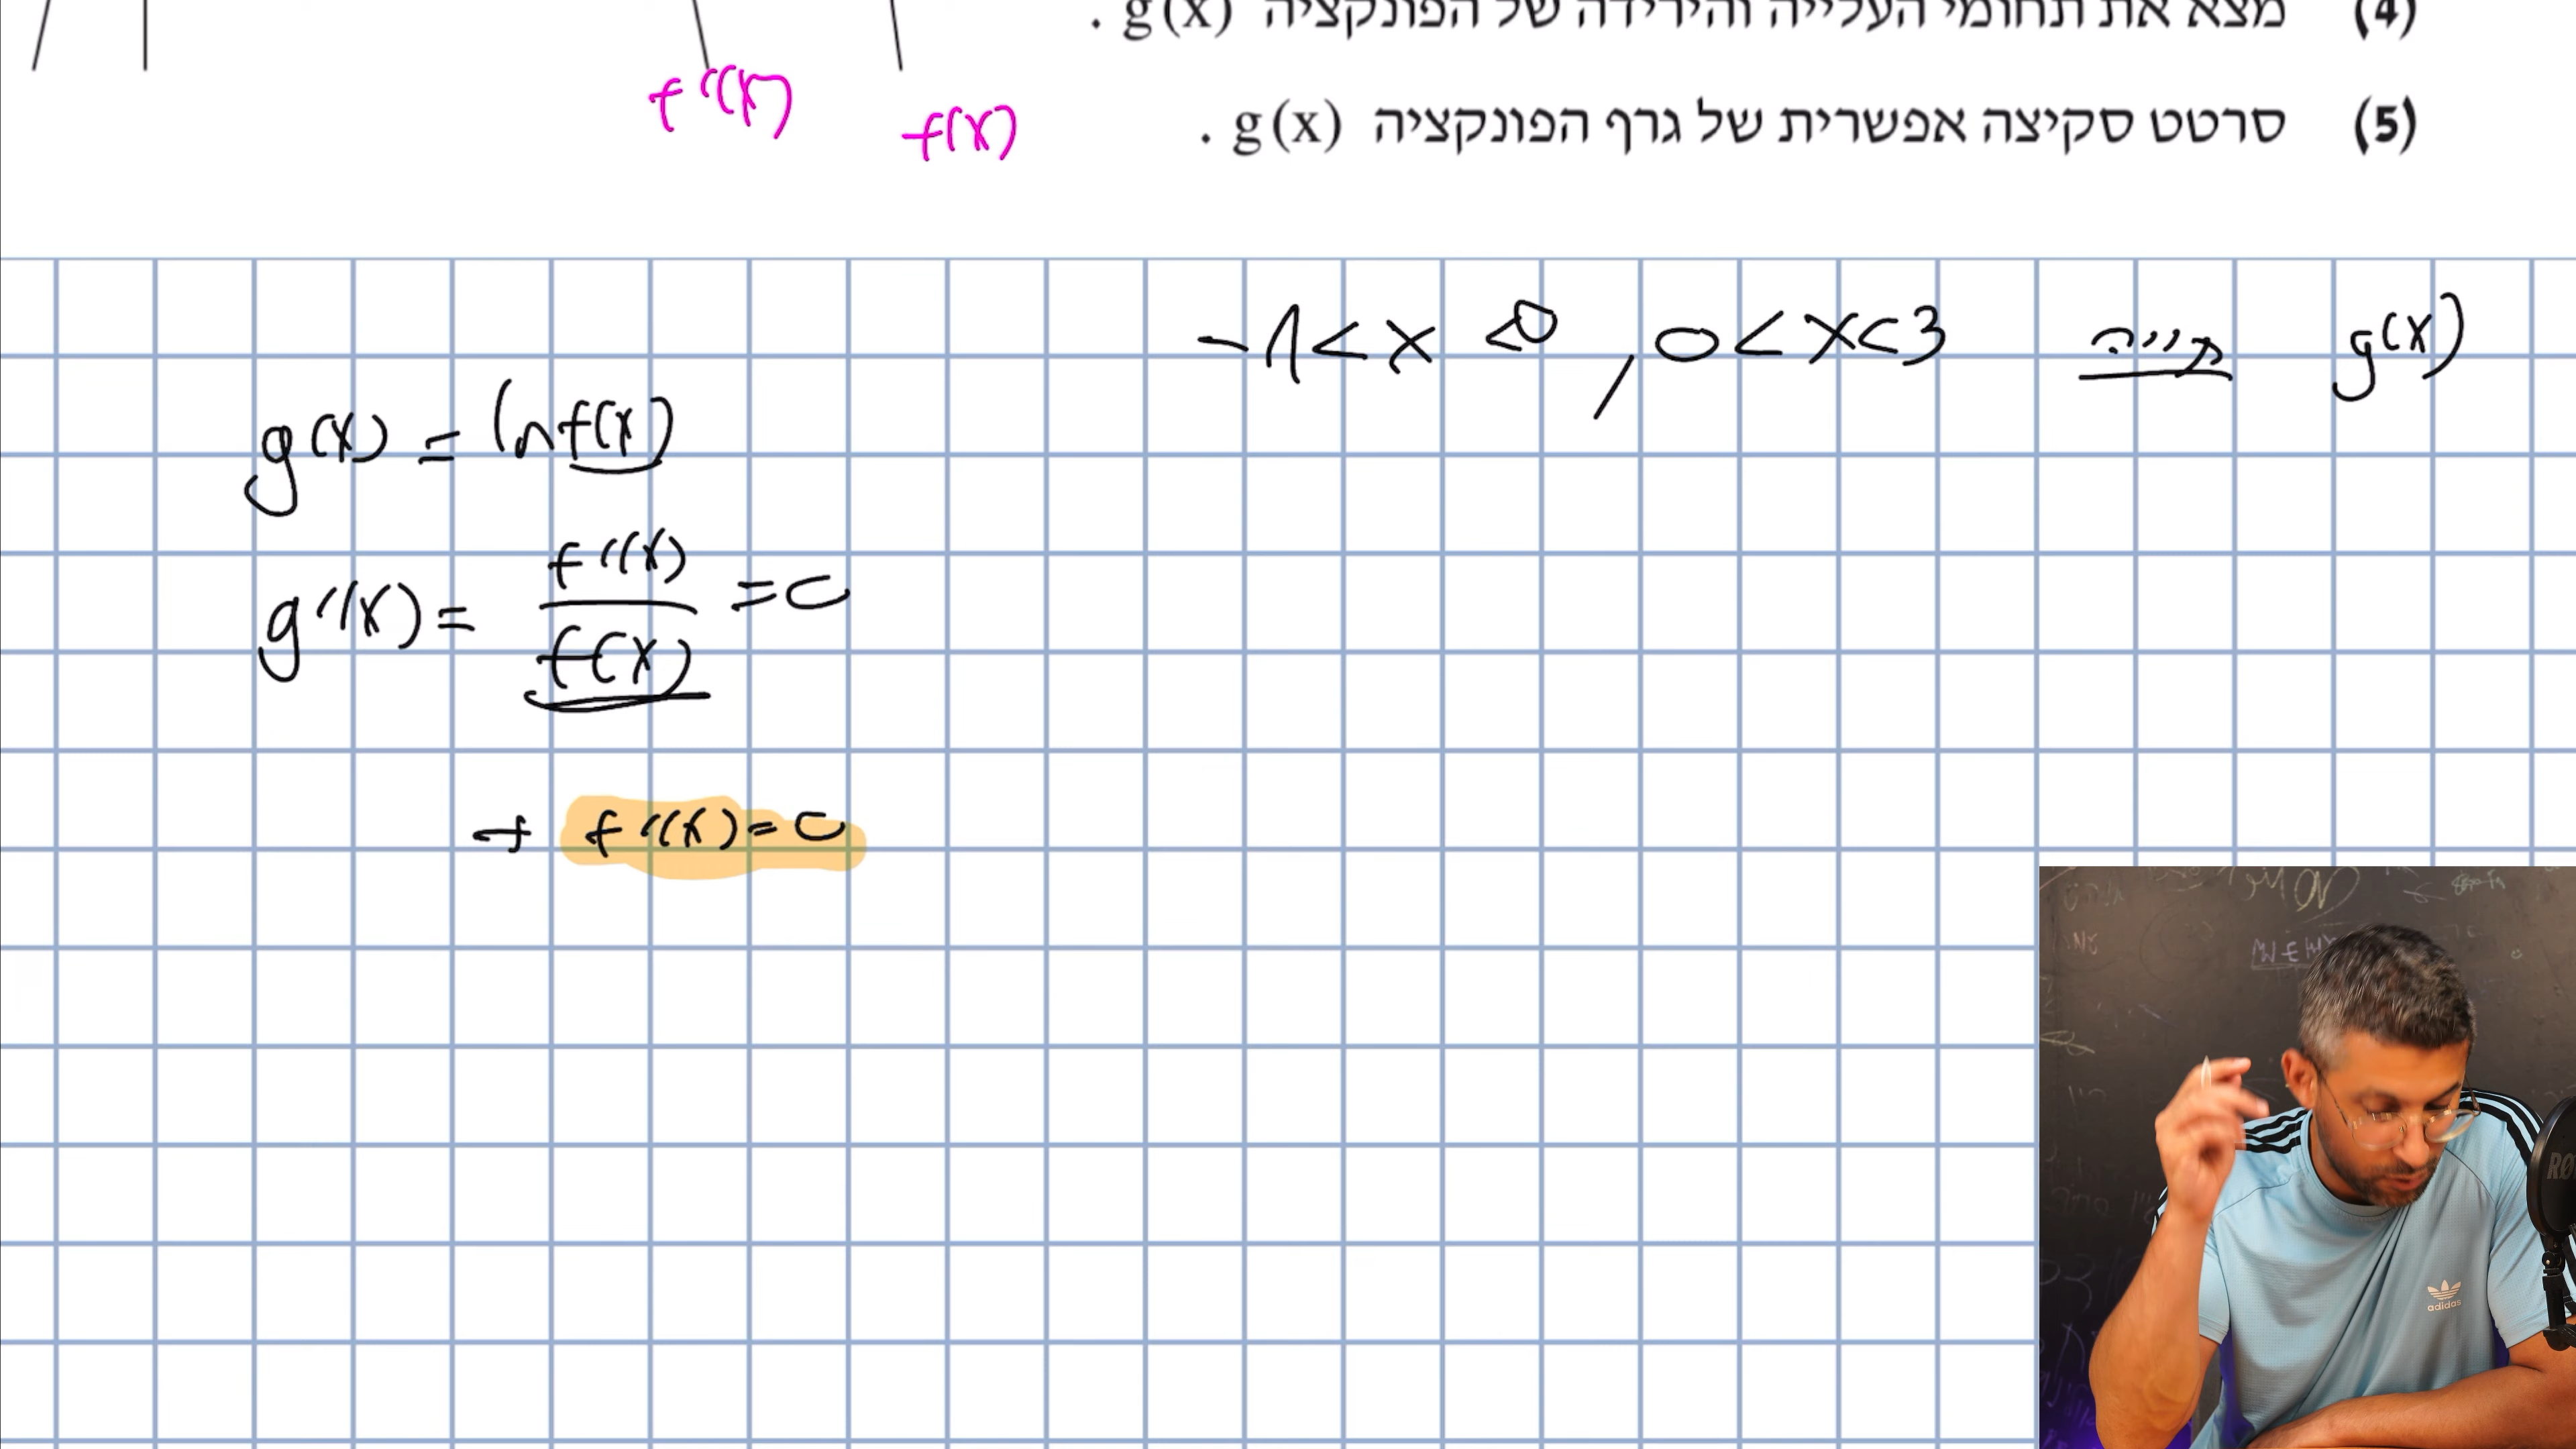 (4) מצא את תחומי העלייה והירידה של הפונקציה g(x) .
f'(x)
f(x)
(5) סרטט סקיצה אפשרית של גרף הפונקציה g(x) .
-1<x<0 , 0<x<3 g(x)
g(x) = ln f(x)
g'(x) = f'(x) / f(x) = 0
→ f'(x) = 0
adidas